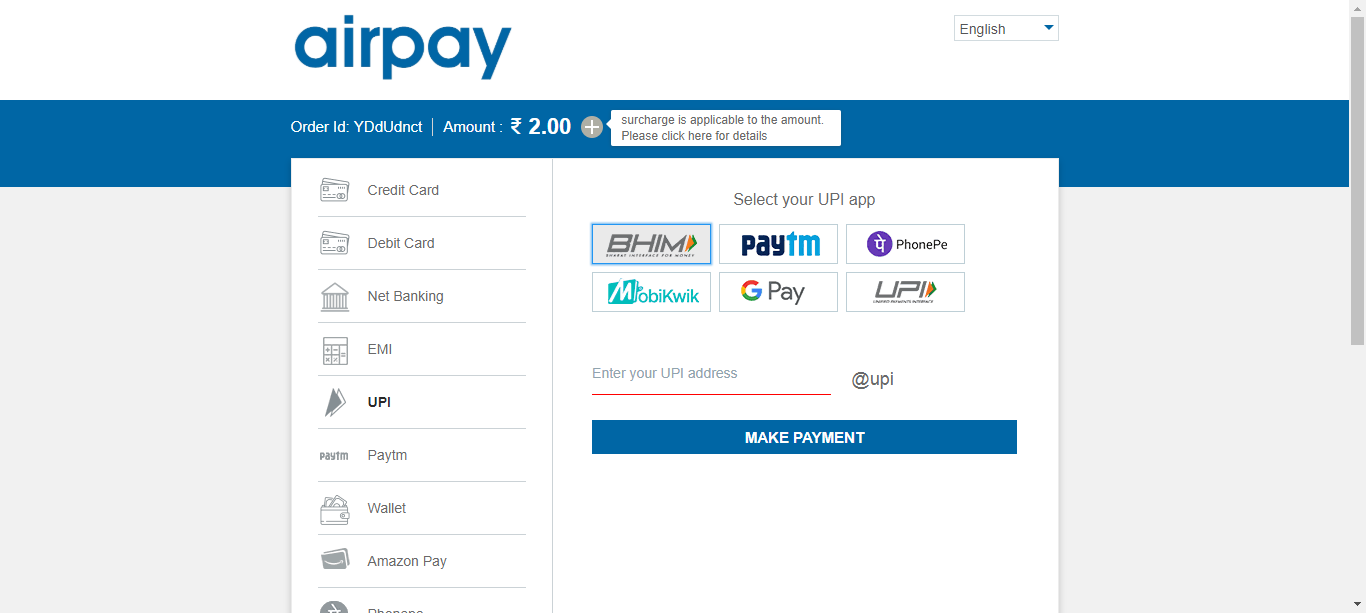 airpay
English
Order Id: YDdUdnct
Amount : ₹ 2.00
surcharge is applicable to the amount.
Please click here for details
Credit Card
Debit Card
Net Banking
EMI
UPI
paytm
Paytm
Wallet
Amazon Pay
Phonepe
Select your UPI app
BHIM
BHARAT INTERFACE FOR MONEY
paytm
पे PhonePe
MobiKwik
G Pay
UPI
UNIFIED PAYMENTS INTERFACE
Enter your UPI address
@upi
MAKE PAYMENT